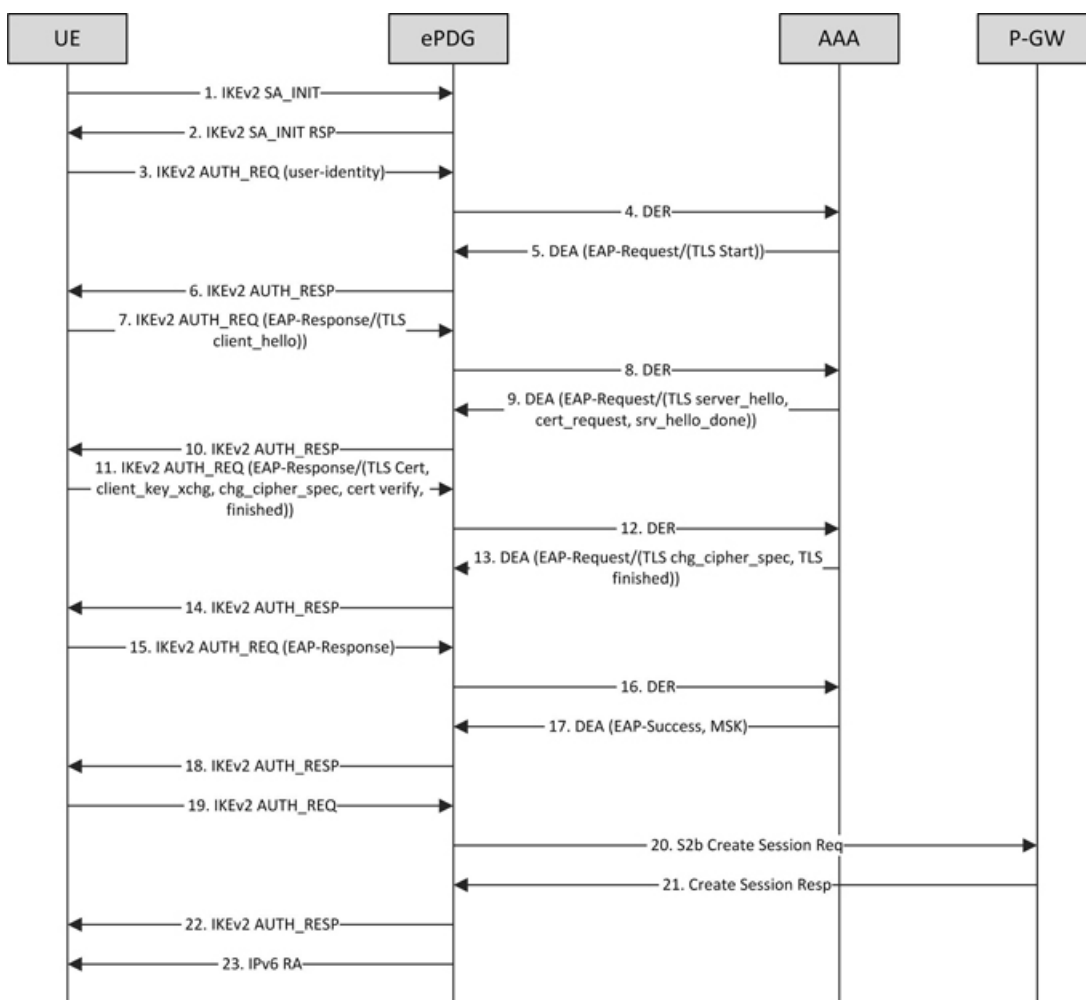 UE
ePDG
AAA
P-GW
1. IKEv2 SA_INIT
2. IKEv2 SA_INIT RSP
3. IKEv2 AUTH_REQ (user-identity)
4. DER
5. DEA (EAP-Request/(TLS Start))
6. IKEv2 AUTH_RESP
7. IKEv2 AUTH_REQ (EAP-Response/(TLS
client_hello))
8. DER
9. DEA (EAP-Request/(TLS server_hello,
cert_request, srv_hello_done))
10. IKEv2 AUTH_RESP
11. IKEv2 AUTH_REQ (EAP-Response/(TLS Cert,
client_key_xchg, chg_cipher_spec, cert verify,
finished))
12. DER
13. DEA (EAP-Request/(TLS chg_cipher_spec, TLS
finished))
14. IKEv2 AUTH_RESP
15. IKEv2 AUTH_REQ (EAP-Response)
16. DER
17. DEA (EAP-Success, MSK)
18. IKEv2 AUTH_RESP
19. IKEv2 AUTH_REQ
20. S2b Create Session Req
21. Create Session Resp
22. IKEv2 AUTH_RESP
23. IPv6 RA